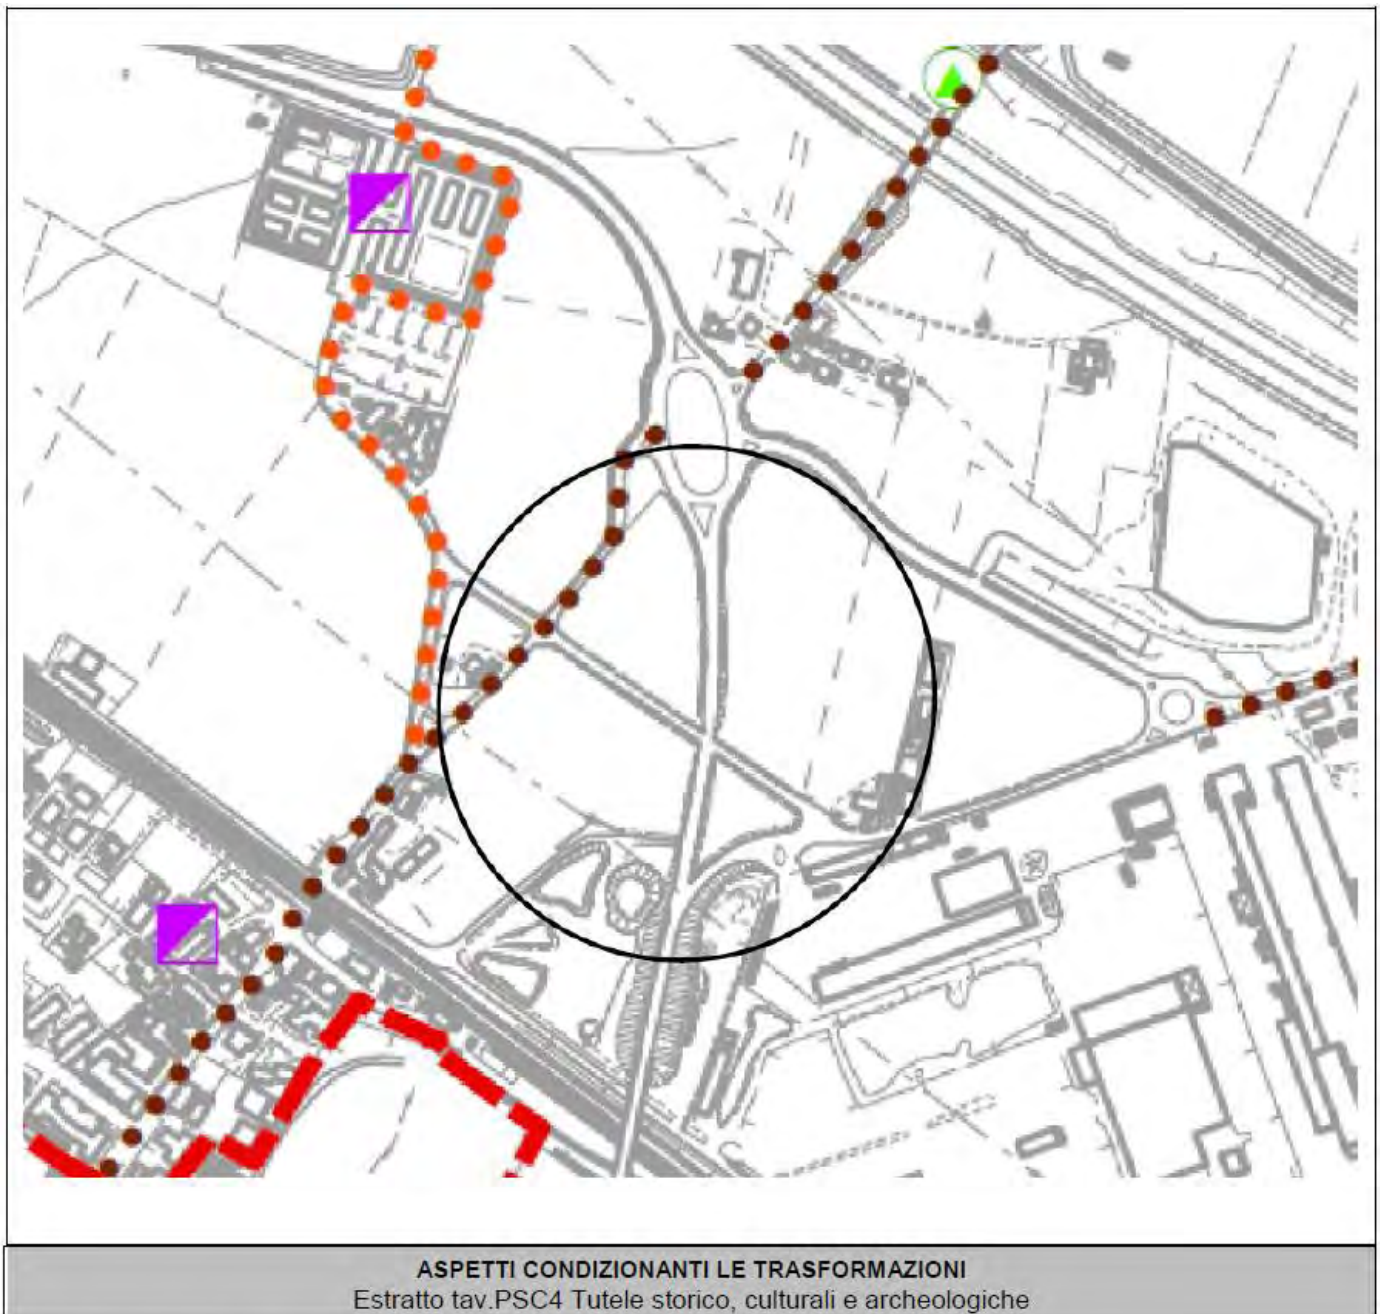 ASPETTI CONDIZIONANTI LE TRASFORMAZIONI
Estratto tav.PSC4 Tutele storico, culturali e archeologiche